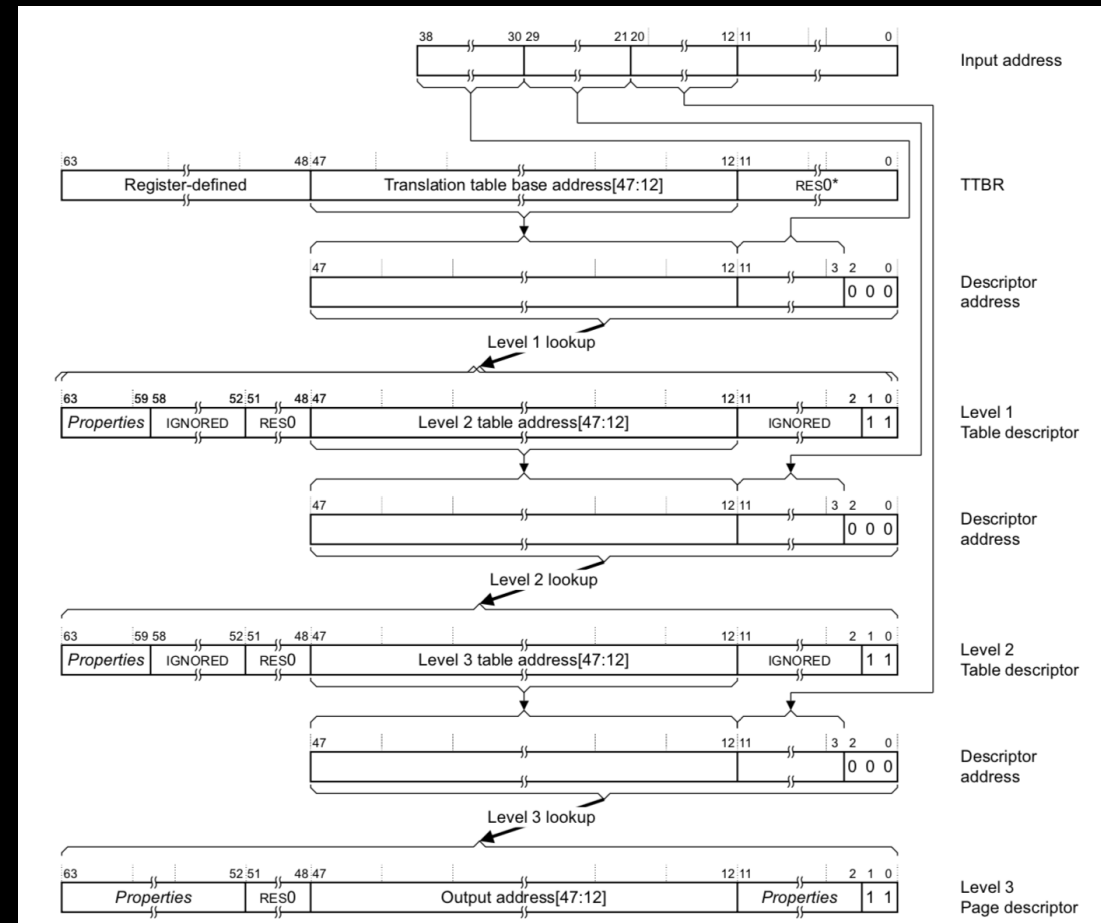 38 30 29 21 20 12 11 0
Input address
63 48 47 12 11 0
Register-defined Translation table base address[47:12] RES0* TTBR
47 12 11 3 2 0
0 0 0
Descriptor
address
Level 1 lookup
63 59 58 52 51 48 47 12 11 2 1 0
Properties IGNORED RES0 Level 2 table address[47:12] IGNORED 1 1
Level 1
Table descriptor
47 12 11 3 2 0
0 0 0
Descriptor
address
Level 2 lookup
63 59 58 52 51 48 47 12 11 2 1 0
Properties IGNORED RES0 Level 3 table address[47:12] IGNORED 1 1
Level 2
Table descriptor
47 12 11 3 2 0
0 0 0
Descriptor
address
Level 3 lookup
63 52 51 48 47 12 11 2 1 0
Properties RES0 Output address[47:12] Properties 1 1
Level 3
Page descriptor